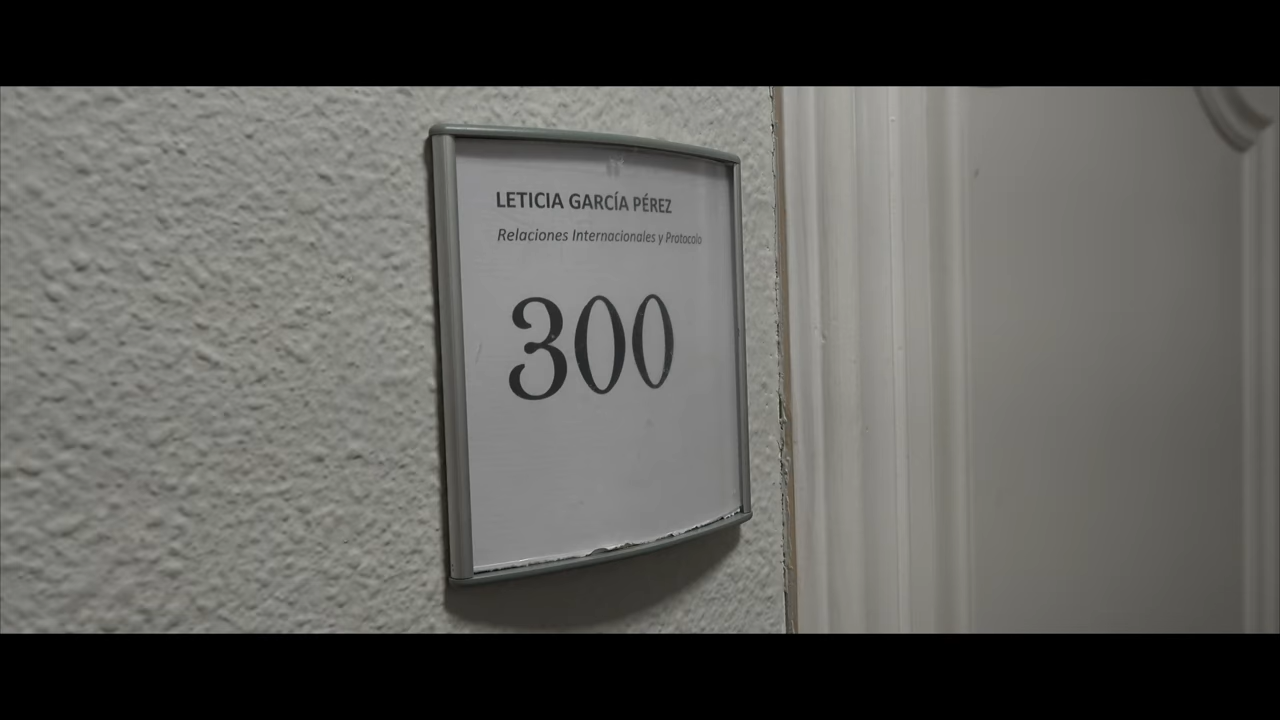 LETICIA GARCÍA PÉREZ
Relaciones Internacionales y Protocolo
300